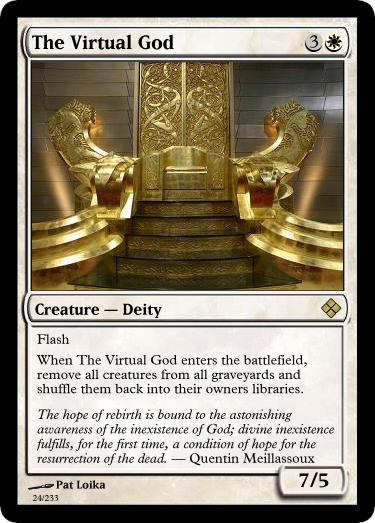 The Virtual God 3
Creature — Deity
Flash
When The Virtual God enters the battlefield,
remove all creatures from all graveyards and
shuffle them back into their owners libraries.
The hope of rebirth is bound to the astonishing
awareness of the inexistence of God; divine inexistence
fulfills, for the first time, a condition of hope for the
resurrection of the dead. — Quentin Meillassoux
7/5
Pat Loika
24/233